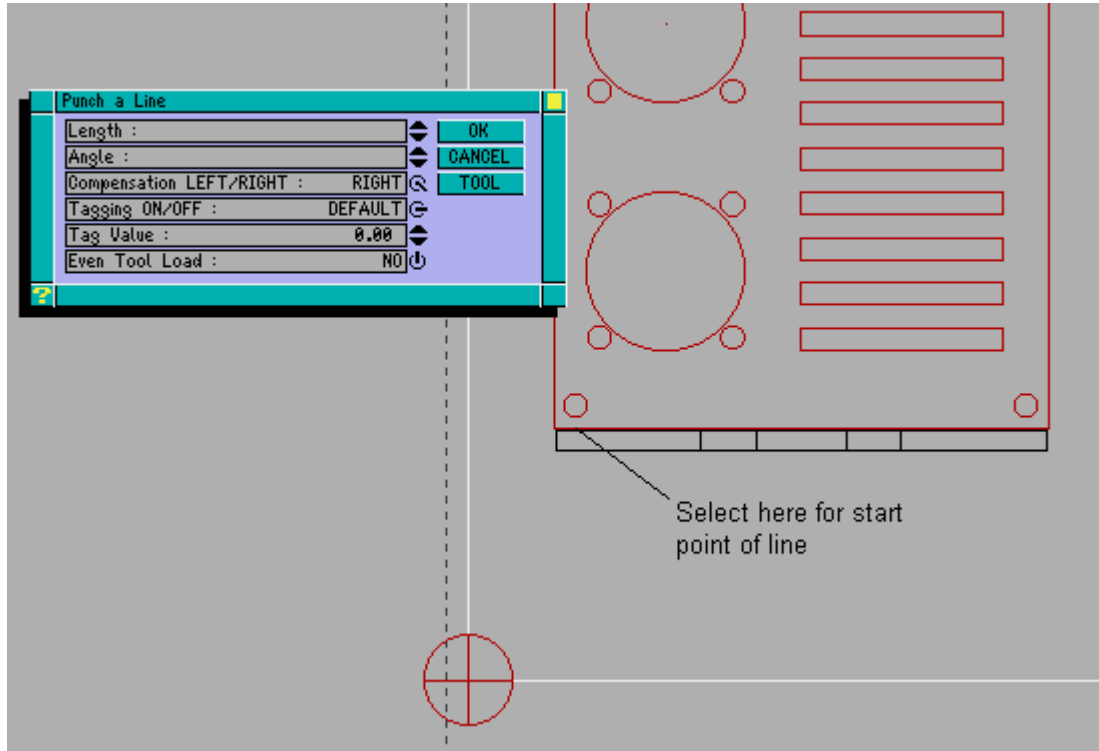 Punch a Line
Length :
OK
Angle :
CANCEL
Compensation LEFT/RIGHT : RIGHT
TOOL
Tagging ON/OFF : DEFAULT
Tag Value : 0.00
Even Tool Load : NO
?
Select here for start
point of line